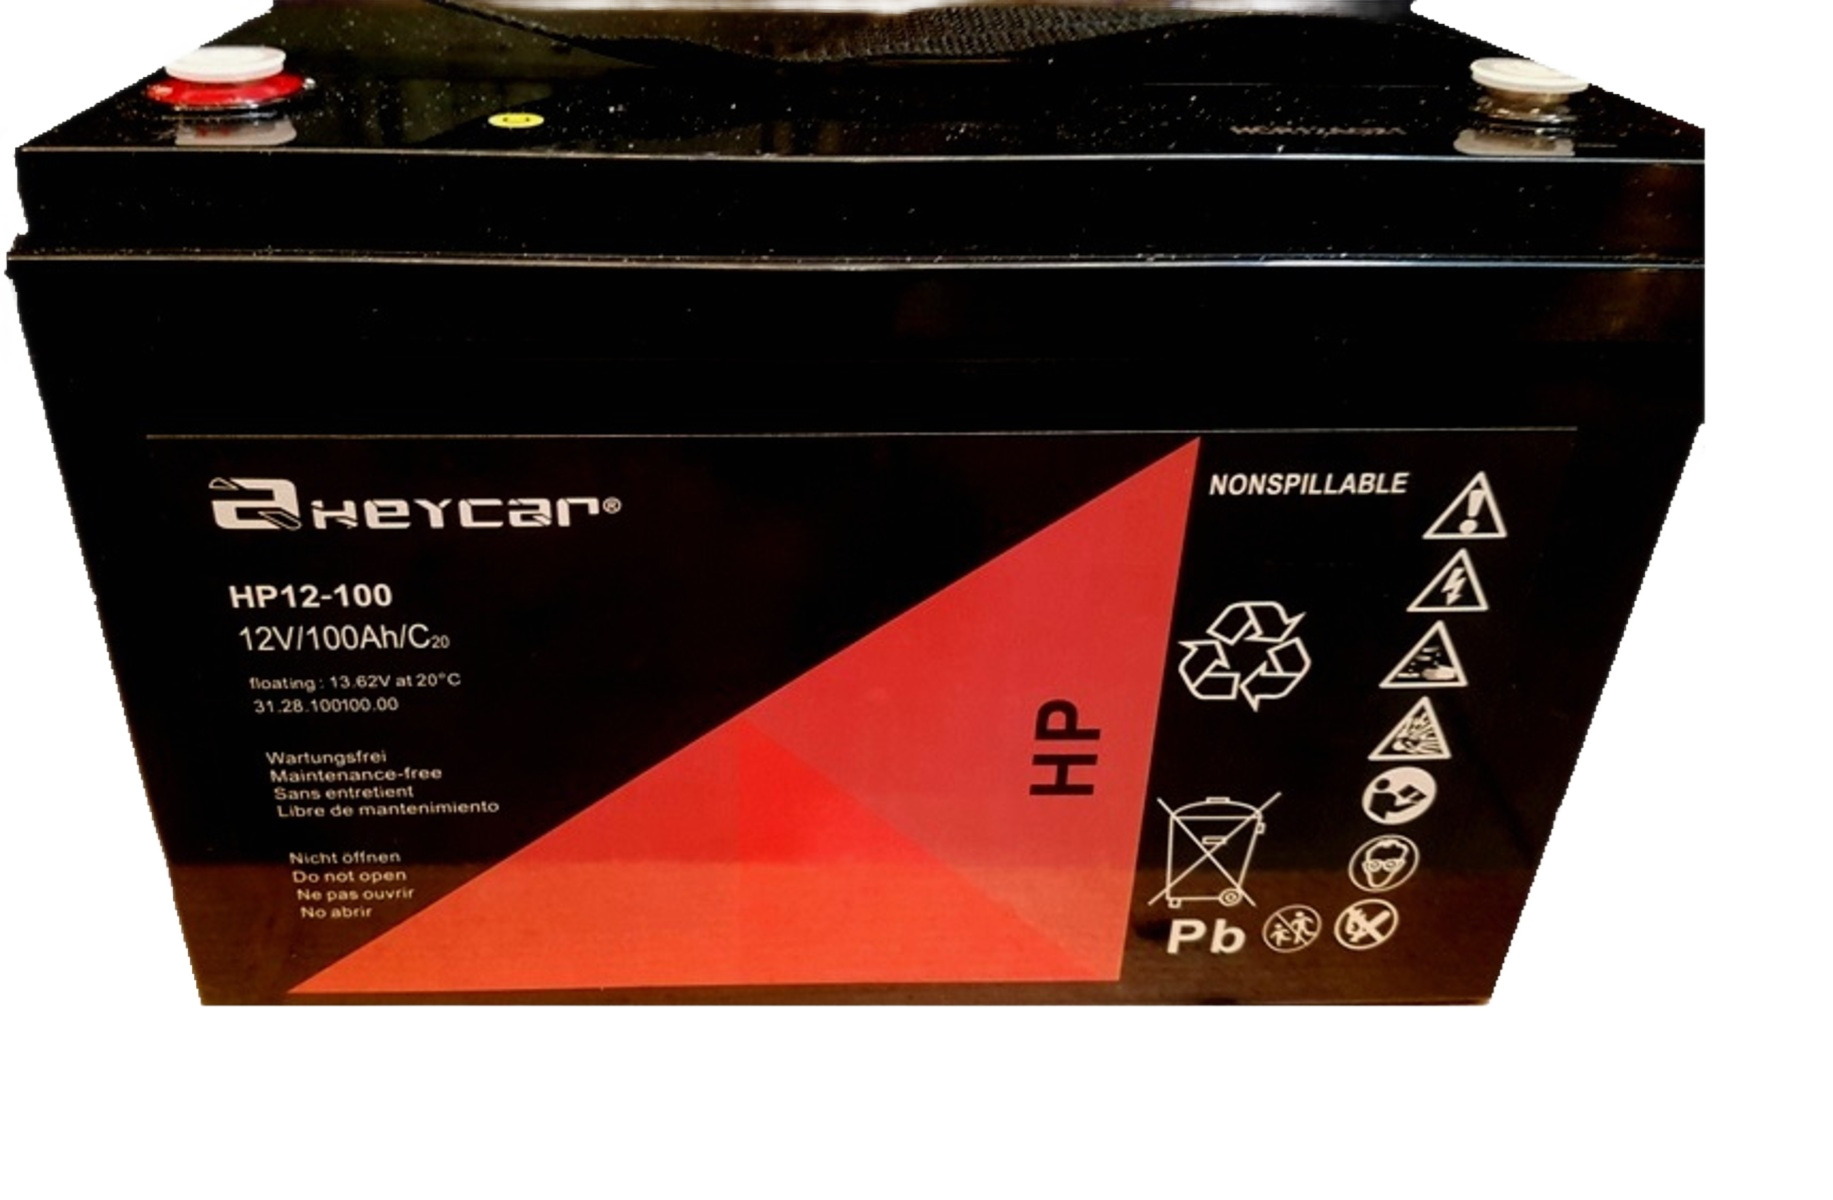 HEYCAR®
NONSPILLABLE
HP12-100
12V/100Ah/C20
floating : 13.62V at 20°C
31.28.100100.00
HP
Wartungsfrei
Maintenance-free
Sans entretient
Libre de mantenimiento
Nicht öffnen
Do not open
Ne pas ouvrir
No abrir
Pb